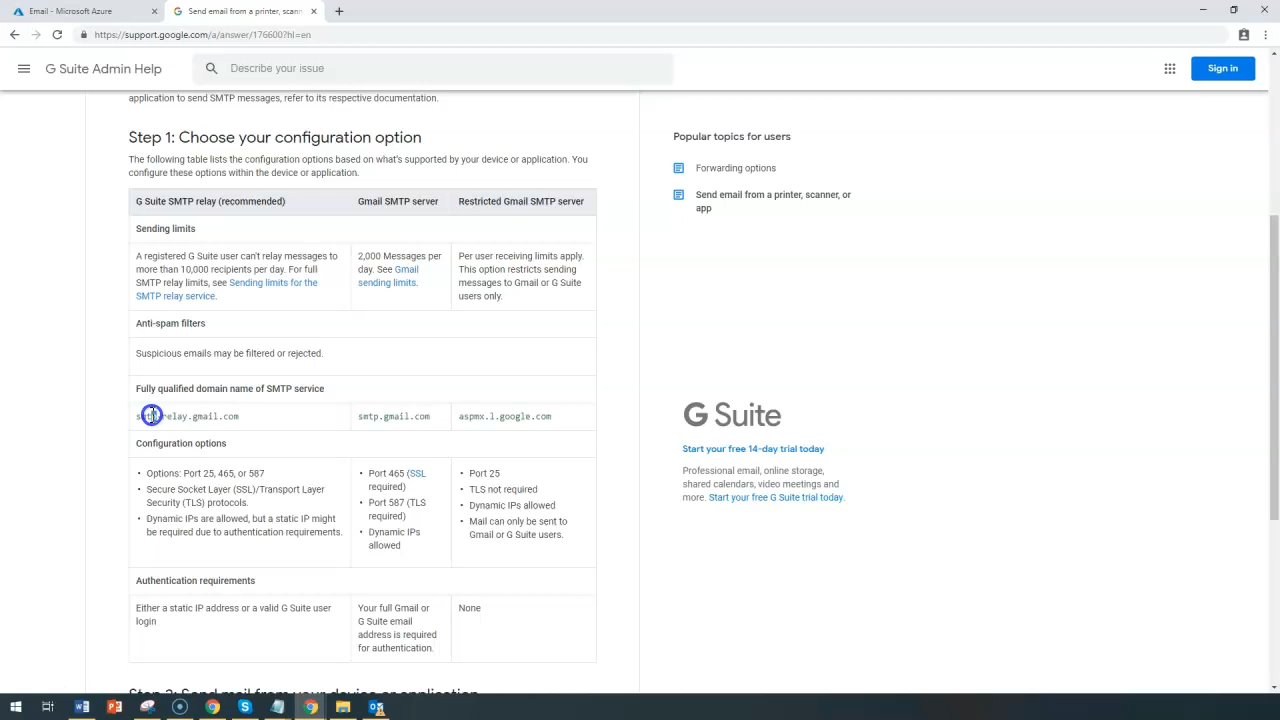 Email - Microsoft Azure
Send email from a printer, scann
https://support.google.com/a/answer/176600?hl=en
G Suite Admin Help
Describe your issue
Sign in
application to send SMTP messages, refer to its respective documentation.
Step 1: Choose your configuration option
The following table lists the configuration options based on what's supported by your device or application. You
configure these options within the device or application.
G Suite SMTP relay (recommended)
Gmail SMTP server
Restricted Gmail SMTP server
Sending limits
A registered G Suite user can't relay messages to
more than 10,000 recipients per day. For full
SMTP relay limits, see Sending limits for the
SMTP relay service.
2,000 Messages per
day. See Gmail
sending limits.
Per user receiving limits apply.
This option restricts sending
messages to Gmail or G Suite
users only.
Anti-spam filters
Suspicious emails may be filtered or rejected.
Fully qualified domain name of SMTP service
smtp-relay.gmail.com
smtp.gmail.com
aspmx.l.google.com
Configuration options
• Options: Port 25, 465, or 587
• Secure Socket Layer (SSL)/Transport Layer
Security (TLS) protocols.
• Dynamic IPs are allowed, but a static IP might
be required due to authentication requirements.
• Port 465 (SSL
required)
• Port 587 (TLS
required)
• Dynamic IPs
allowed
• Port 25
• TLS not required
• Dynamic IPs allowed
• Mail can only be sent to
Gmail or G Suite users.
Authentication requirements
Either a static IP address or a valid G Suite user
login
Your full Gmail or
G Suite email
address is required
for authentication.
None
Step 2: Send mail from your device or application
Popular topics for users
Forwarding options
Send email from a printer, scanner, or
app
G Suite
Start your free 14-day trial today
Professional email, online storage,
shared calendars, video meetings and
more. Start your free G Suite trial today.